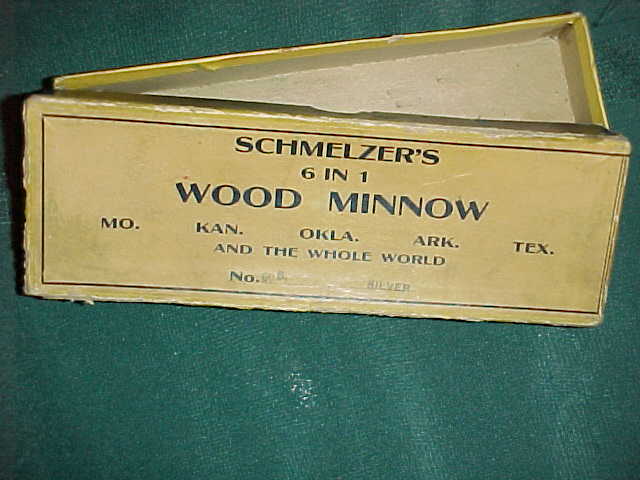 SCHMELZER'S
6 IN 1
WOOD MINNOW
MO. KAN. OKLA. ARK. TEX.
AND THE WHOLE WORLD
No. SILVER